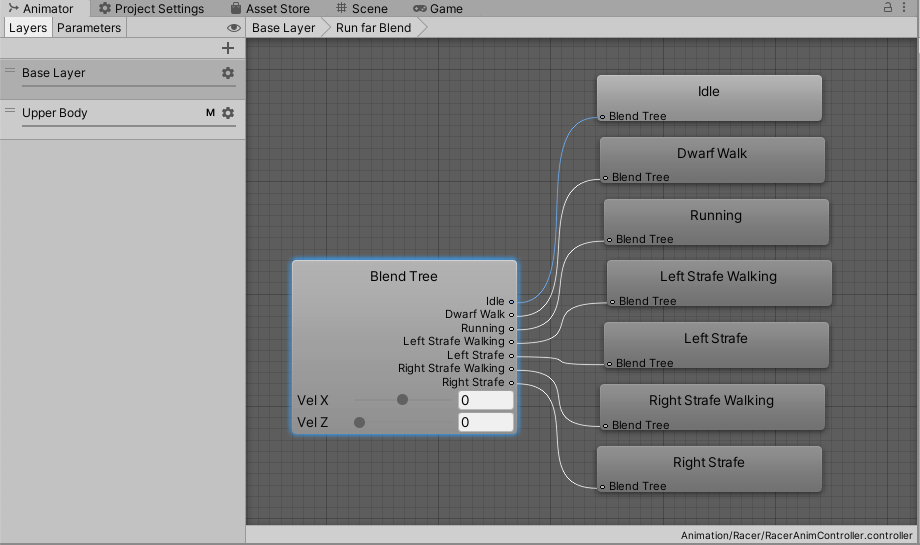 Animator Project Settings Asset Store Scene Game
Layers Parameters Base Layer Run far Blend
Base Layer
Upper Body M
Blend Tree
Idle
Dwarf Walk
Running
Left Strafe Walking
Left Strafe
Right Strafe Walking
Right Strafe
Vel X 0
Vel Z 0
Idle
Blend Tree
Dwarf Walk
Blend Tree
Running
Blend Tree
Left Strafe Walking
Blend Tree
Left Strafe
Blend Tree
Right Strafe Walking
Blend Tree
Right Strafe
Blend Tree
Animation/Racer/RacerAnimController.controller